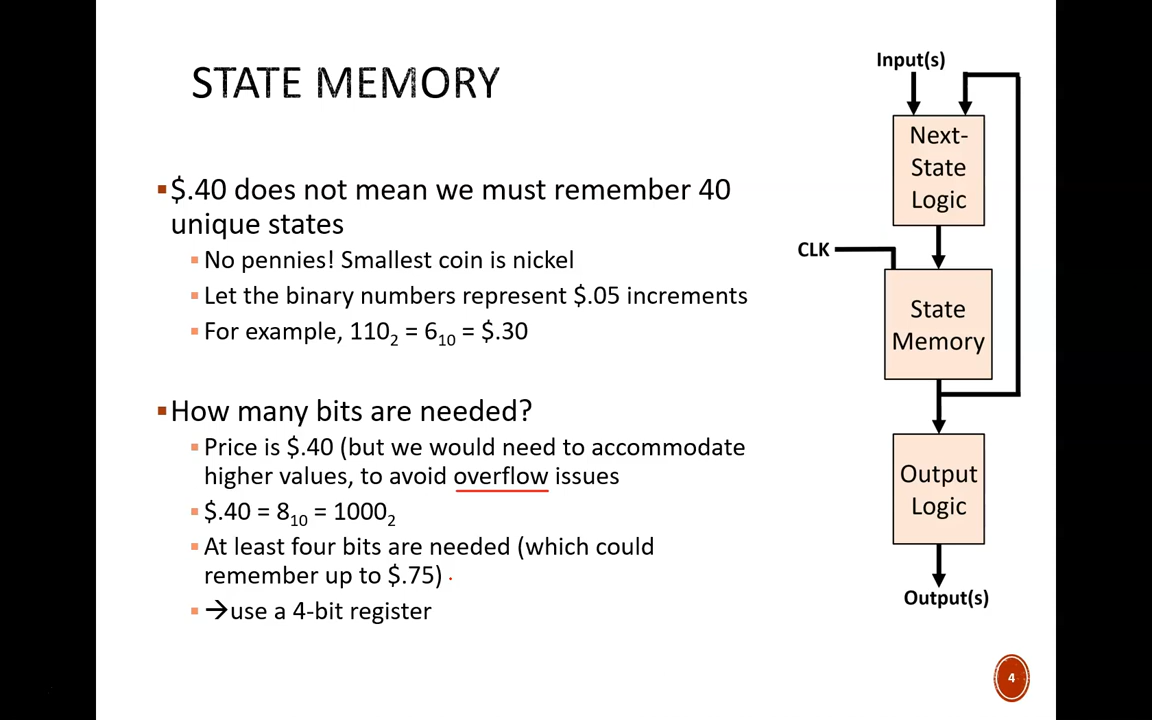 STATE MEMORY
▪$.40 does not mean we must remember 40
unique states
▪ No pennies! Smallest coin is nickel
▪ Let the binary numbers represent $.05 increments
▪ For example, 110₂ = 6₁₀ = $.30
▪How many bits are needed?
▪ Price is $.40 (but we would need to accommodate
higher values, to avoid overflow issues
▪ $.40 = 8₁₀ = 1000₂
▪ At least four bits are needed (which could
remember up to $.75)
▪ →use a 4-bit register
Input(s)
Next-
State
Logic
CLK
State
Memory
Output
Logic
Output(s)
4